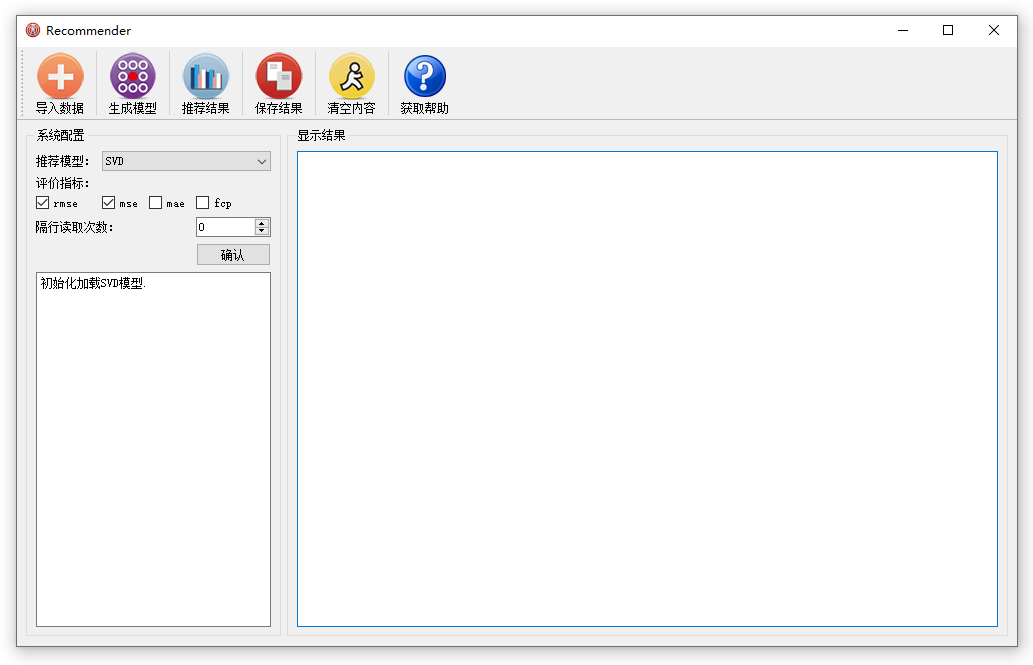 Recommender
导入数据 生成模型 推荐结果 保存结果 清空内容 获取帮助
系统配置
推荐模型： SVD
评价指标：
rmse mse mae fcp
隔行读取次数： 0
确认
初始化加载SVD模型.
显示结果